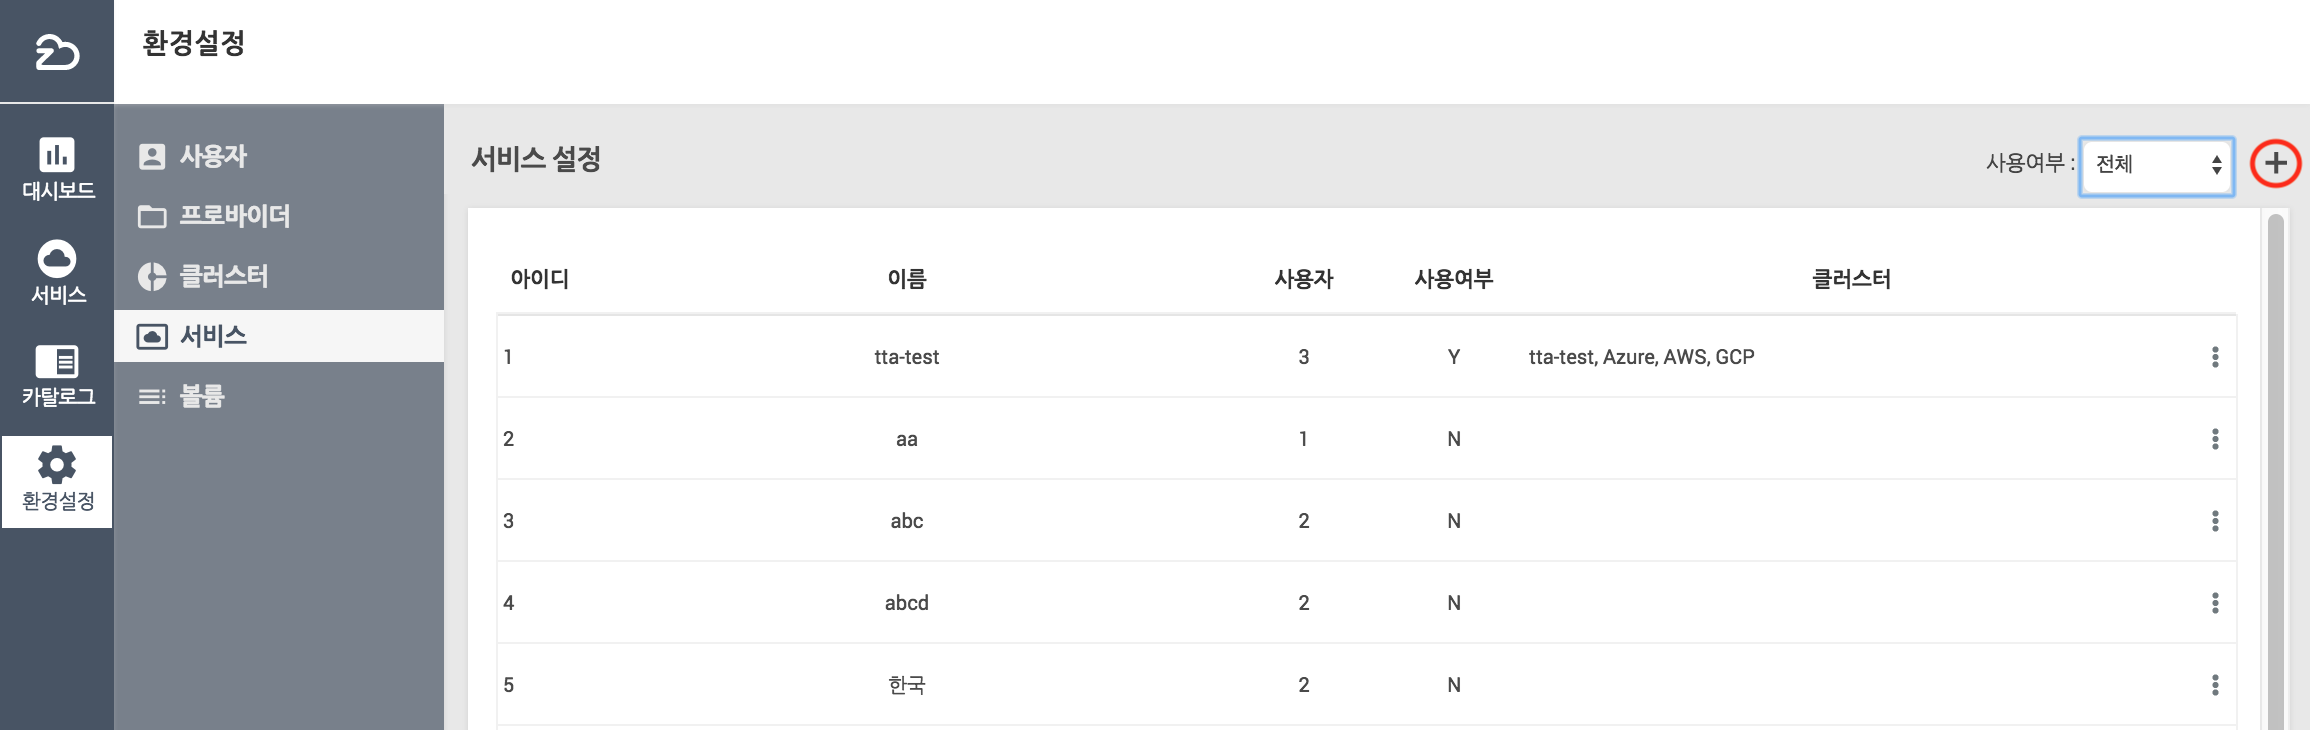 환경설정
대시보드
서비스
카탈로그
환경설정
사용자
프로바이더
클러스터
서비스
볼륨
서비스 설정
사용여부 : 전체
아이디 이름 사용자 사용여부 클러스터
1 tta-test 3 Y tta-test, Azure, AWS, GCP
2 aa 1 N
3 abc 2 N
4 abcd 2 N
5 한국 2 N